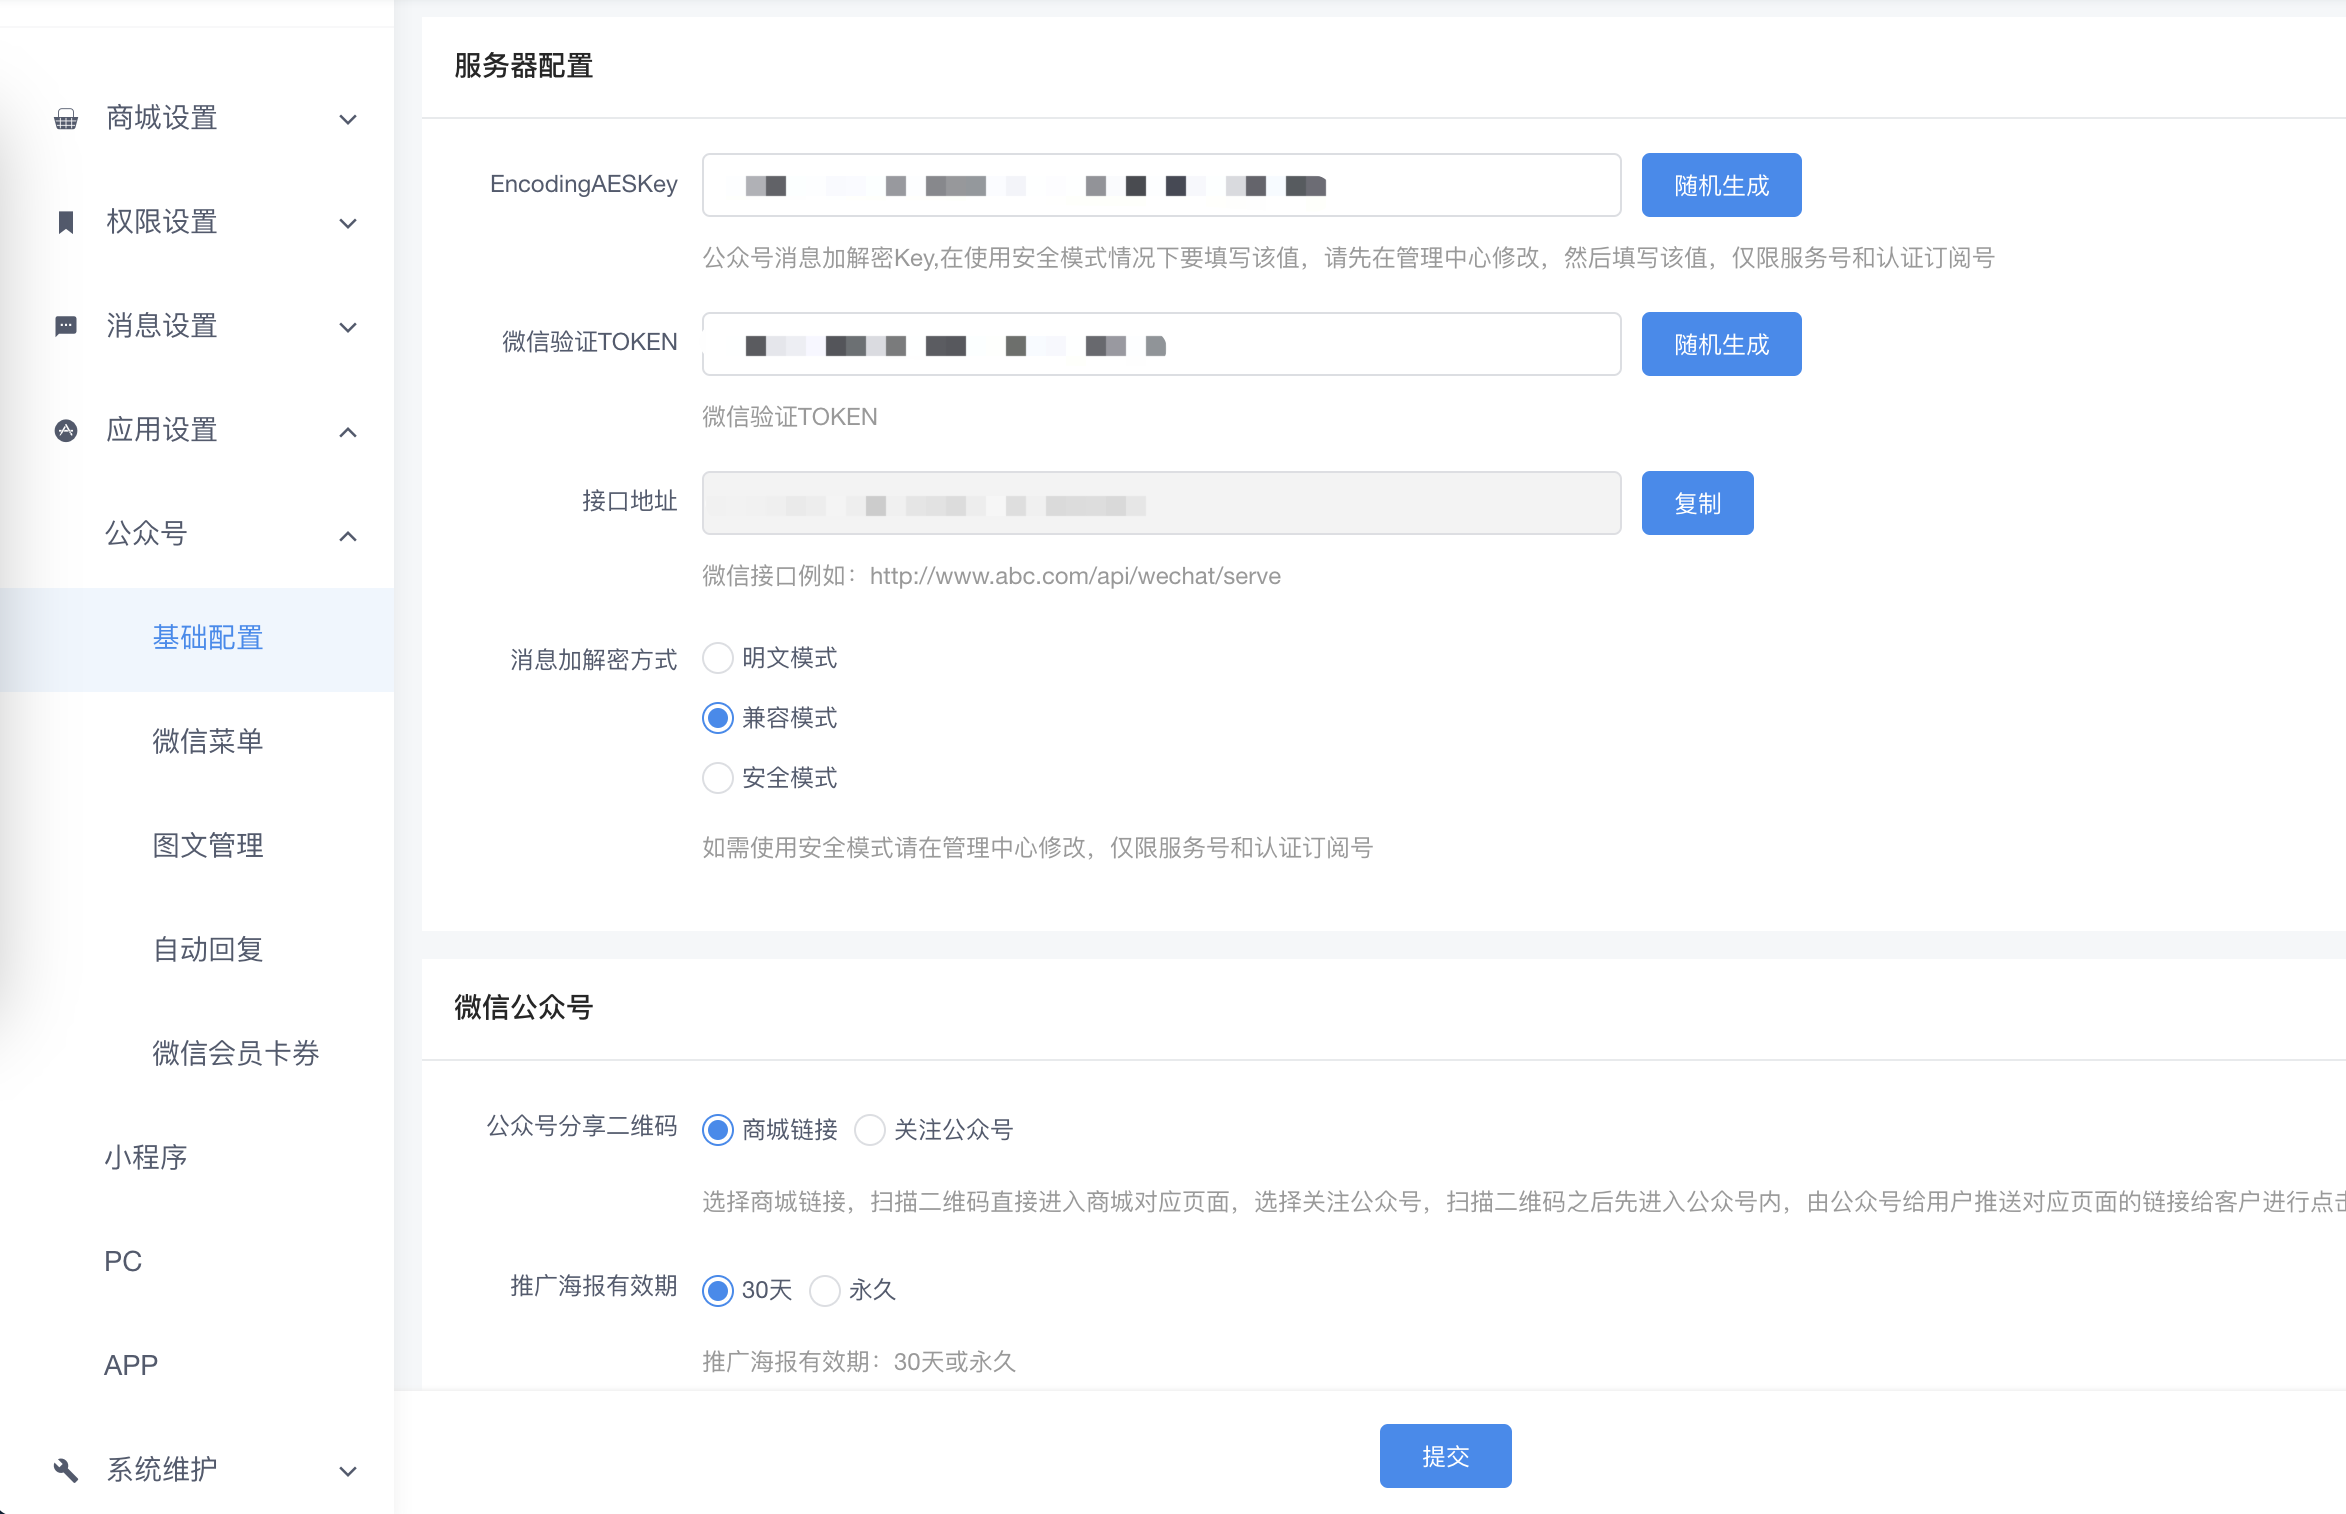 商城设置
权限设置
消息设置
应用设置
公众号
基础配置
微信菜单
图文管理
自动回复
微信会员卡券
小程序
PC
APP
系统维护
服务器配置
EncodingAESKey
随机生成
公众号消息加解密Key,在使用安全模式情况下要填写该值，请先在管理中心修改，然后填写该值，仅限服务号和认证订阅号
微信验证TOKEN
随机生成
微信验证TOKEN
接口地址
复制
微信接口例如：http://www.abc.com/api/wechat/serve
消息加解密方式
明文模式
兼容模式
安全模式
如需使用安全模式请在管理中心修改，仅限服务号和认证订阅号
微信公众号
公众号分享二维码 商城链接 关注公众号
选择商城链接，扫描二维码直接进入商城对应页面，选择关注公众号，扫描二维码之后先进入公众号内，由公众号给用户推送对应页面的链接给客户进行点击
推广海报有效期 30天 永久
推广海报有效期：30天或永久
提交